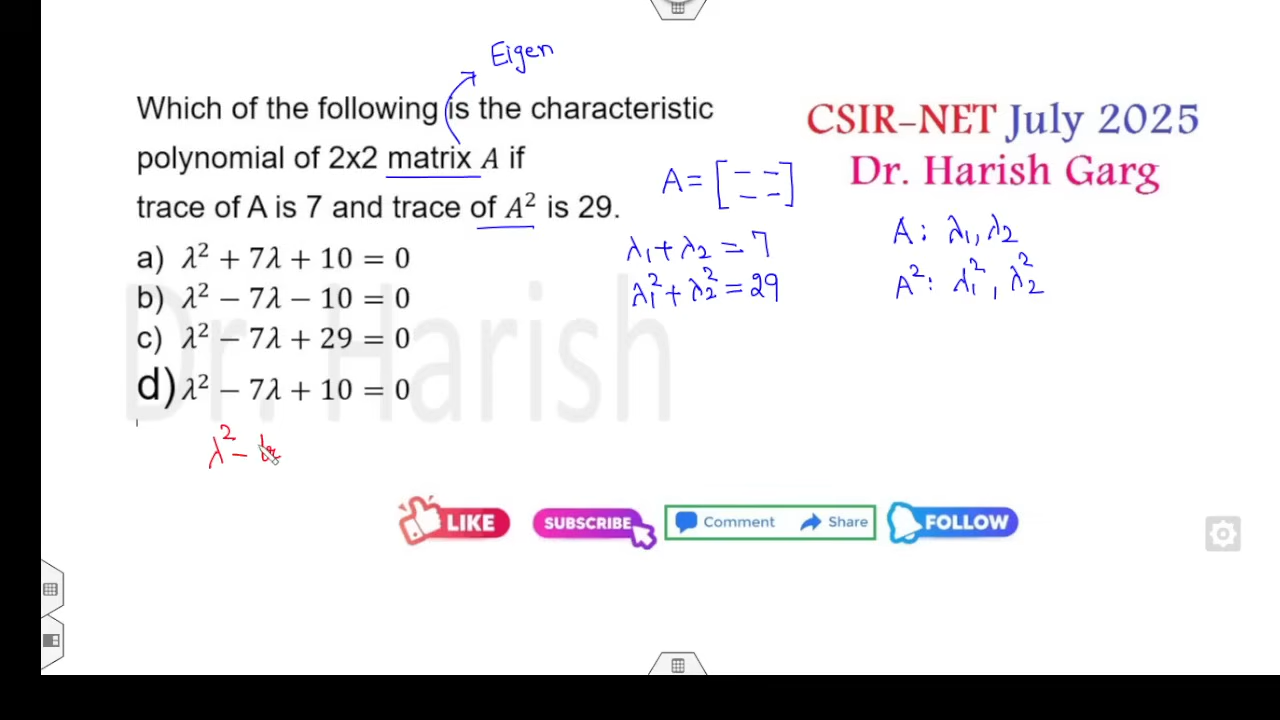 Eigen
Which of the following is the characteristic
polynomial of 2x2 matrix A if
trace of A is 7 and trace of A² is 29.
a) λ² + 7λ + 10 = 0
b) λ² − 7λ − 10 = 0
c) λ² − 7λ + 29 = 0
d) λ² − 7λ + 10 = 0
λ² − tr
CSIR-NET July 2025
Dr. Harish Garg
A = [– – – –]
λ₁ + λ₂ = 7
λ₁² + λ₂² = 29
A: λ₁, λ₂
A²: λ₁², λ₂²
Dr. Harish
LIKE
SUBSCRIBE
Comment
Share
FOLLOW